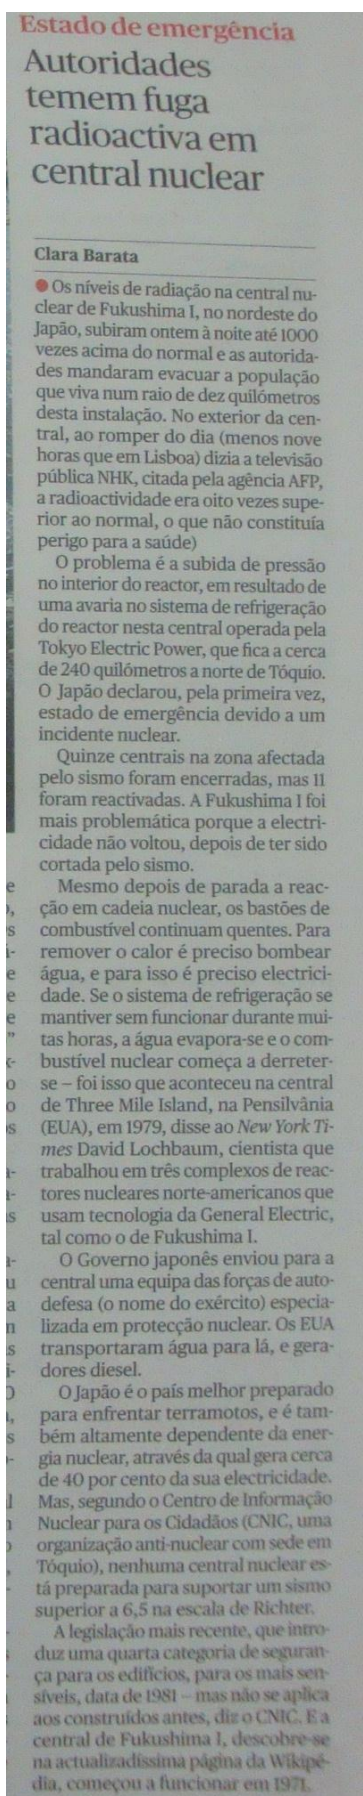 Estado de emergência
Autoridades
temem fuga
radioactiva em
central nuclear
Clara Barata
Os níveis de radiação na central nu-
clear de Fukushima I, no nordeste do
Japão, subiram ontem à noite até 1000
vezes acima do normal e as autorida-
des mandaram evacuar a população
que viva num raio de dez quilómetros
desta instalação. No exterior da cen-
tral, ao romper do dia (menos nove
horas que em Lisboa) dizia a televisão
pública NHK, citada pela agência AFP,
a radioactividade era oito vezes supe-
rior ao normal, o que não constituía
perigo para a saúde)
O problema é a subida de pressão
no interior do reactor, em resultado de
uma avaria no sistema de refrigeração
do reactor nesta central operada pela
Tokyo Electric Power, que fica a cerca
de 240 quilómetros a norte de Tóquio.
O Japão declarou, pela primeira vez,
estado de emergência devido a um
incidente nuclear.
Quinze centrais na zona afectada
pelo sismo foram encerradas, mas 11
foram reactivadas. A Fukushima I foi
mais problemática porque a electri-
cidade não voltou, depois de ter sido
cortada pelo sismo.
Mesmo depois de parada a reac-
ção em cadeia nuclear, os bastões de
combustível continuam quentes. Para
remover o calor é preciso bombear
água, e para isso é preciso electrici-
dade. Se o sistema de refrigeração se
mantiver sem funcionar durante mui-
tas horas, a água evapora-se e o com-
bustível nuclear começa a derreter-
se – foi isso que aconteceu na central
de Three Mile Island, na Pensilvânia
(EUA), em 1979, disse ao New York Ti-
mes David Lochbaum, cientista que
trabalhou em três complexos de reac-
tores nucleares norte-americanos que
usam tecnologia da General Electric,
tal como o de Fukushima I.
O Governo japonês enviou para a
central uma equipa das forças de auto-
defesa (o nome do exército) especia-
lizada em protecção nuclear. Os EUA
transportaram água para lá, e gera-
dores diesel.
O Japão é o país melhor preparado
para enfrentar terramotos, e é tam-
bém altamente dependente da ener-
gia nuclear, através da qual gera cerca
de 40 por cento da sua electricidade.
Mas, segundo o Centro de Informação
Nuclear para os Cidadãos (CNIC, uma
organização anti-nuclear com sede em
Tóquio), nenhuma central nuclear es-
tá preparada para suportar um sismo
superior a 6,5 na escala de Richter.
A legislação mais recente, que intro-
duz uma quarta categoria de seguran-
ça para os edifícios, para os mais sen-
síveis, data de 1981 – mas não se aplica
aos construídos antes, diz o CNIC. E a
central de Fukushima I, descobre-se
na actualizadíssima página da Wikipé-
dia, começou a funcionar em 1971.